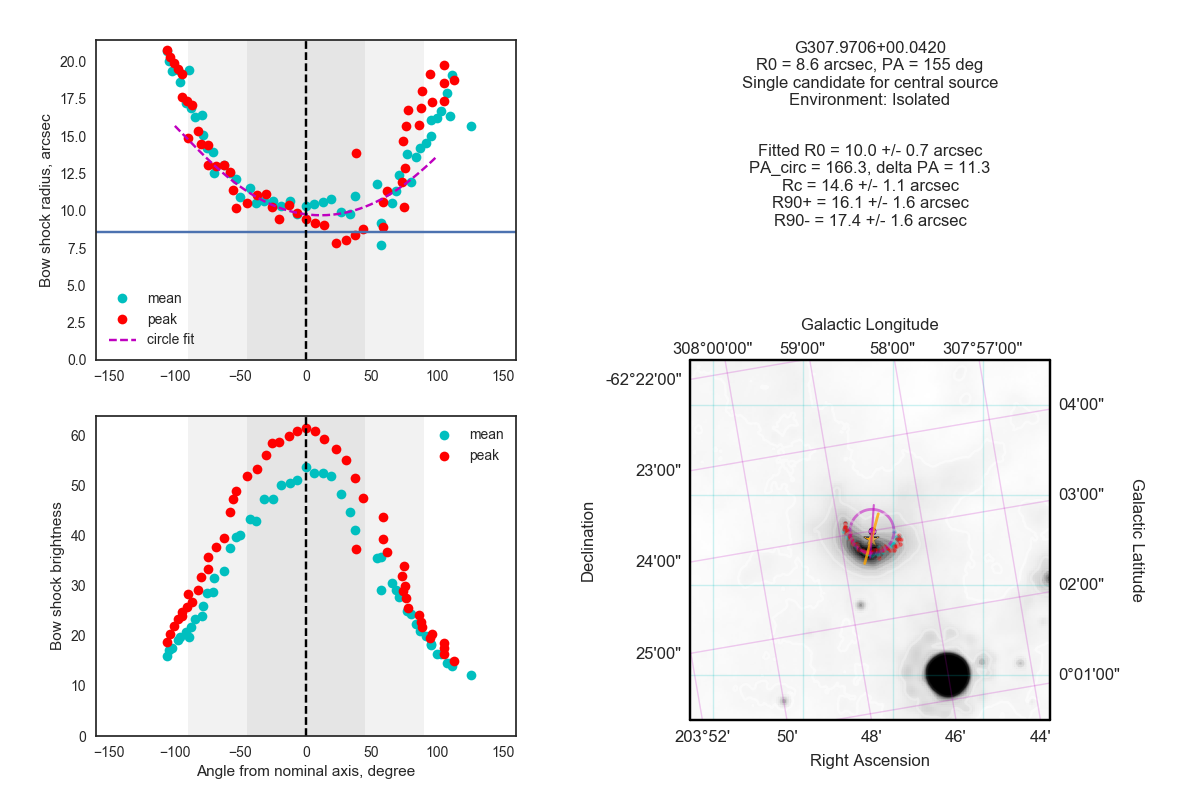 20.0
17.5
15.0
12.5
10.0
7.5
5.0
2.5
0.0
Bow shock radius, arcsec
mean
peak
circle fit
−150 −100 −50 0 50 100 150
60
50
40
30
20
10
0
Bow shock brightness
mean
peak
−150 −100 −50 0 50 100 150
Angle from nominal axis, degree
G307.9706+00.0420
R0 = 8.6 arcsec, PA = 155 deg
Single candidate for central source
Environment: Isolated
Fitted R0 = 10.0 +/- 0.7 arcsec
PA_circ = 166.3, delta PA = 11.3
Rc = 14.6 +/- 1.1 arcsec
R90+ = 16.1 +/- 1.6 arcsec
R90- = 17.4 +/- 1.6 arcsec
Galactic Longitude
308°00'00" 59'00" 58'00" 307°57'00"
-62°22'00"
23'00"
24'00"
25'00"
Declination
04'00"
03'00"
02'00"
0°01'00"
Galactic Latitude
203°52' 50' 48' 46' 44'
Right Ascension